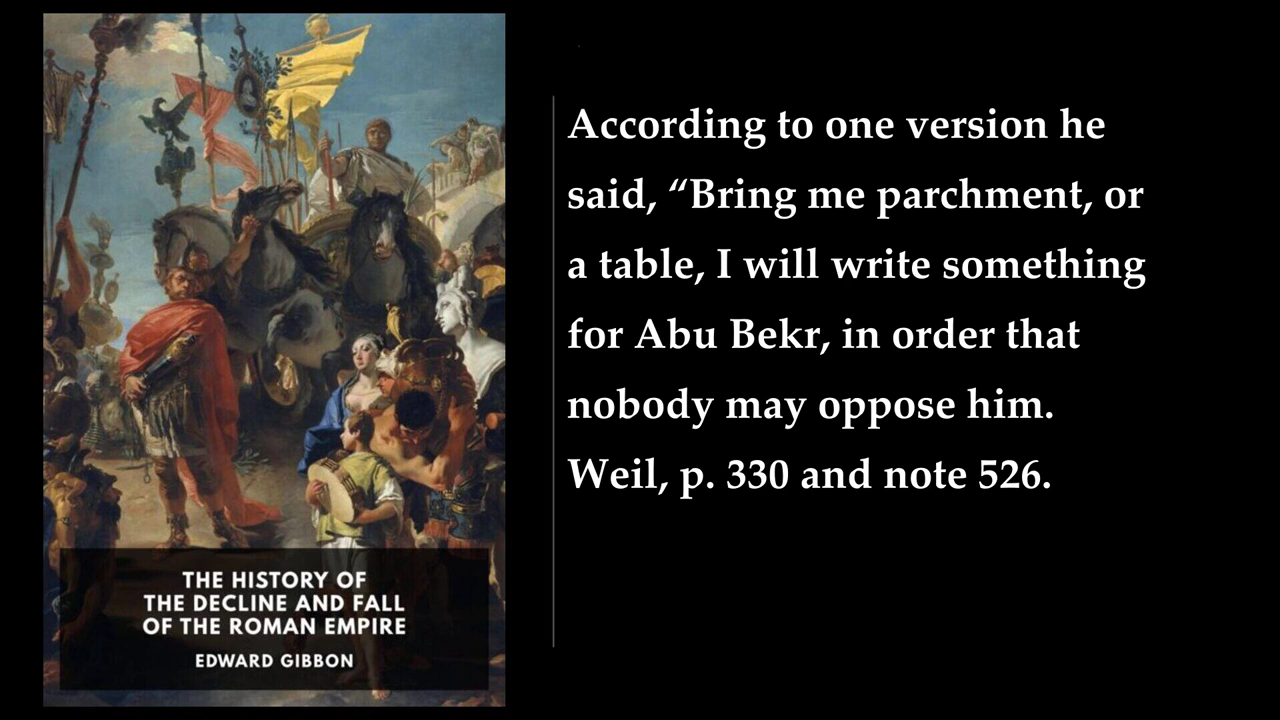 According to one version he
said, “Bring me parchment, or
a table, I will write something
for Abu Bekr, in order that
nobody may oppose him.
Weil, p. 330 and note 526.
THE HISTORY OF
THE DECLINE AND FALL
OF THE ROMAN EMPIRE
EDWARD GIBBON